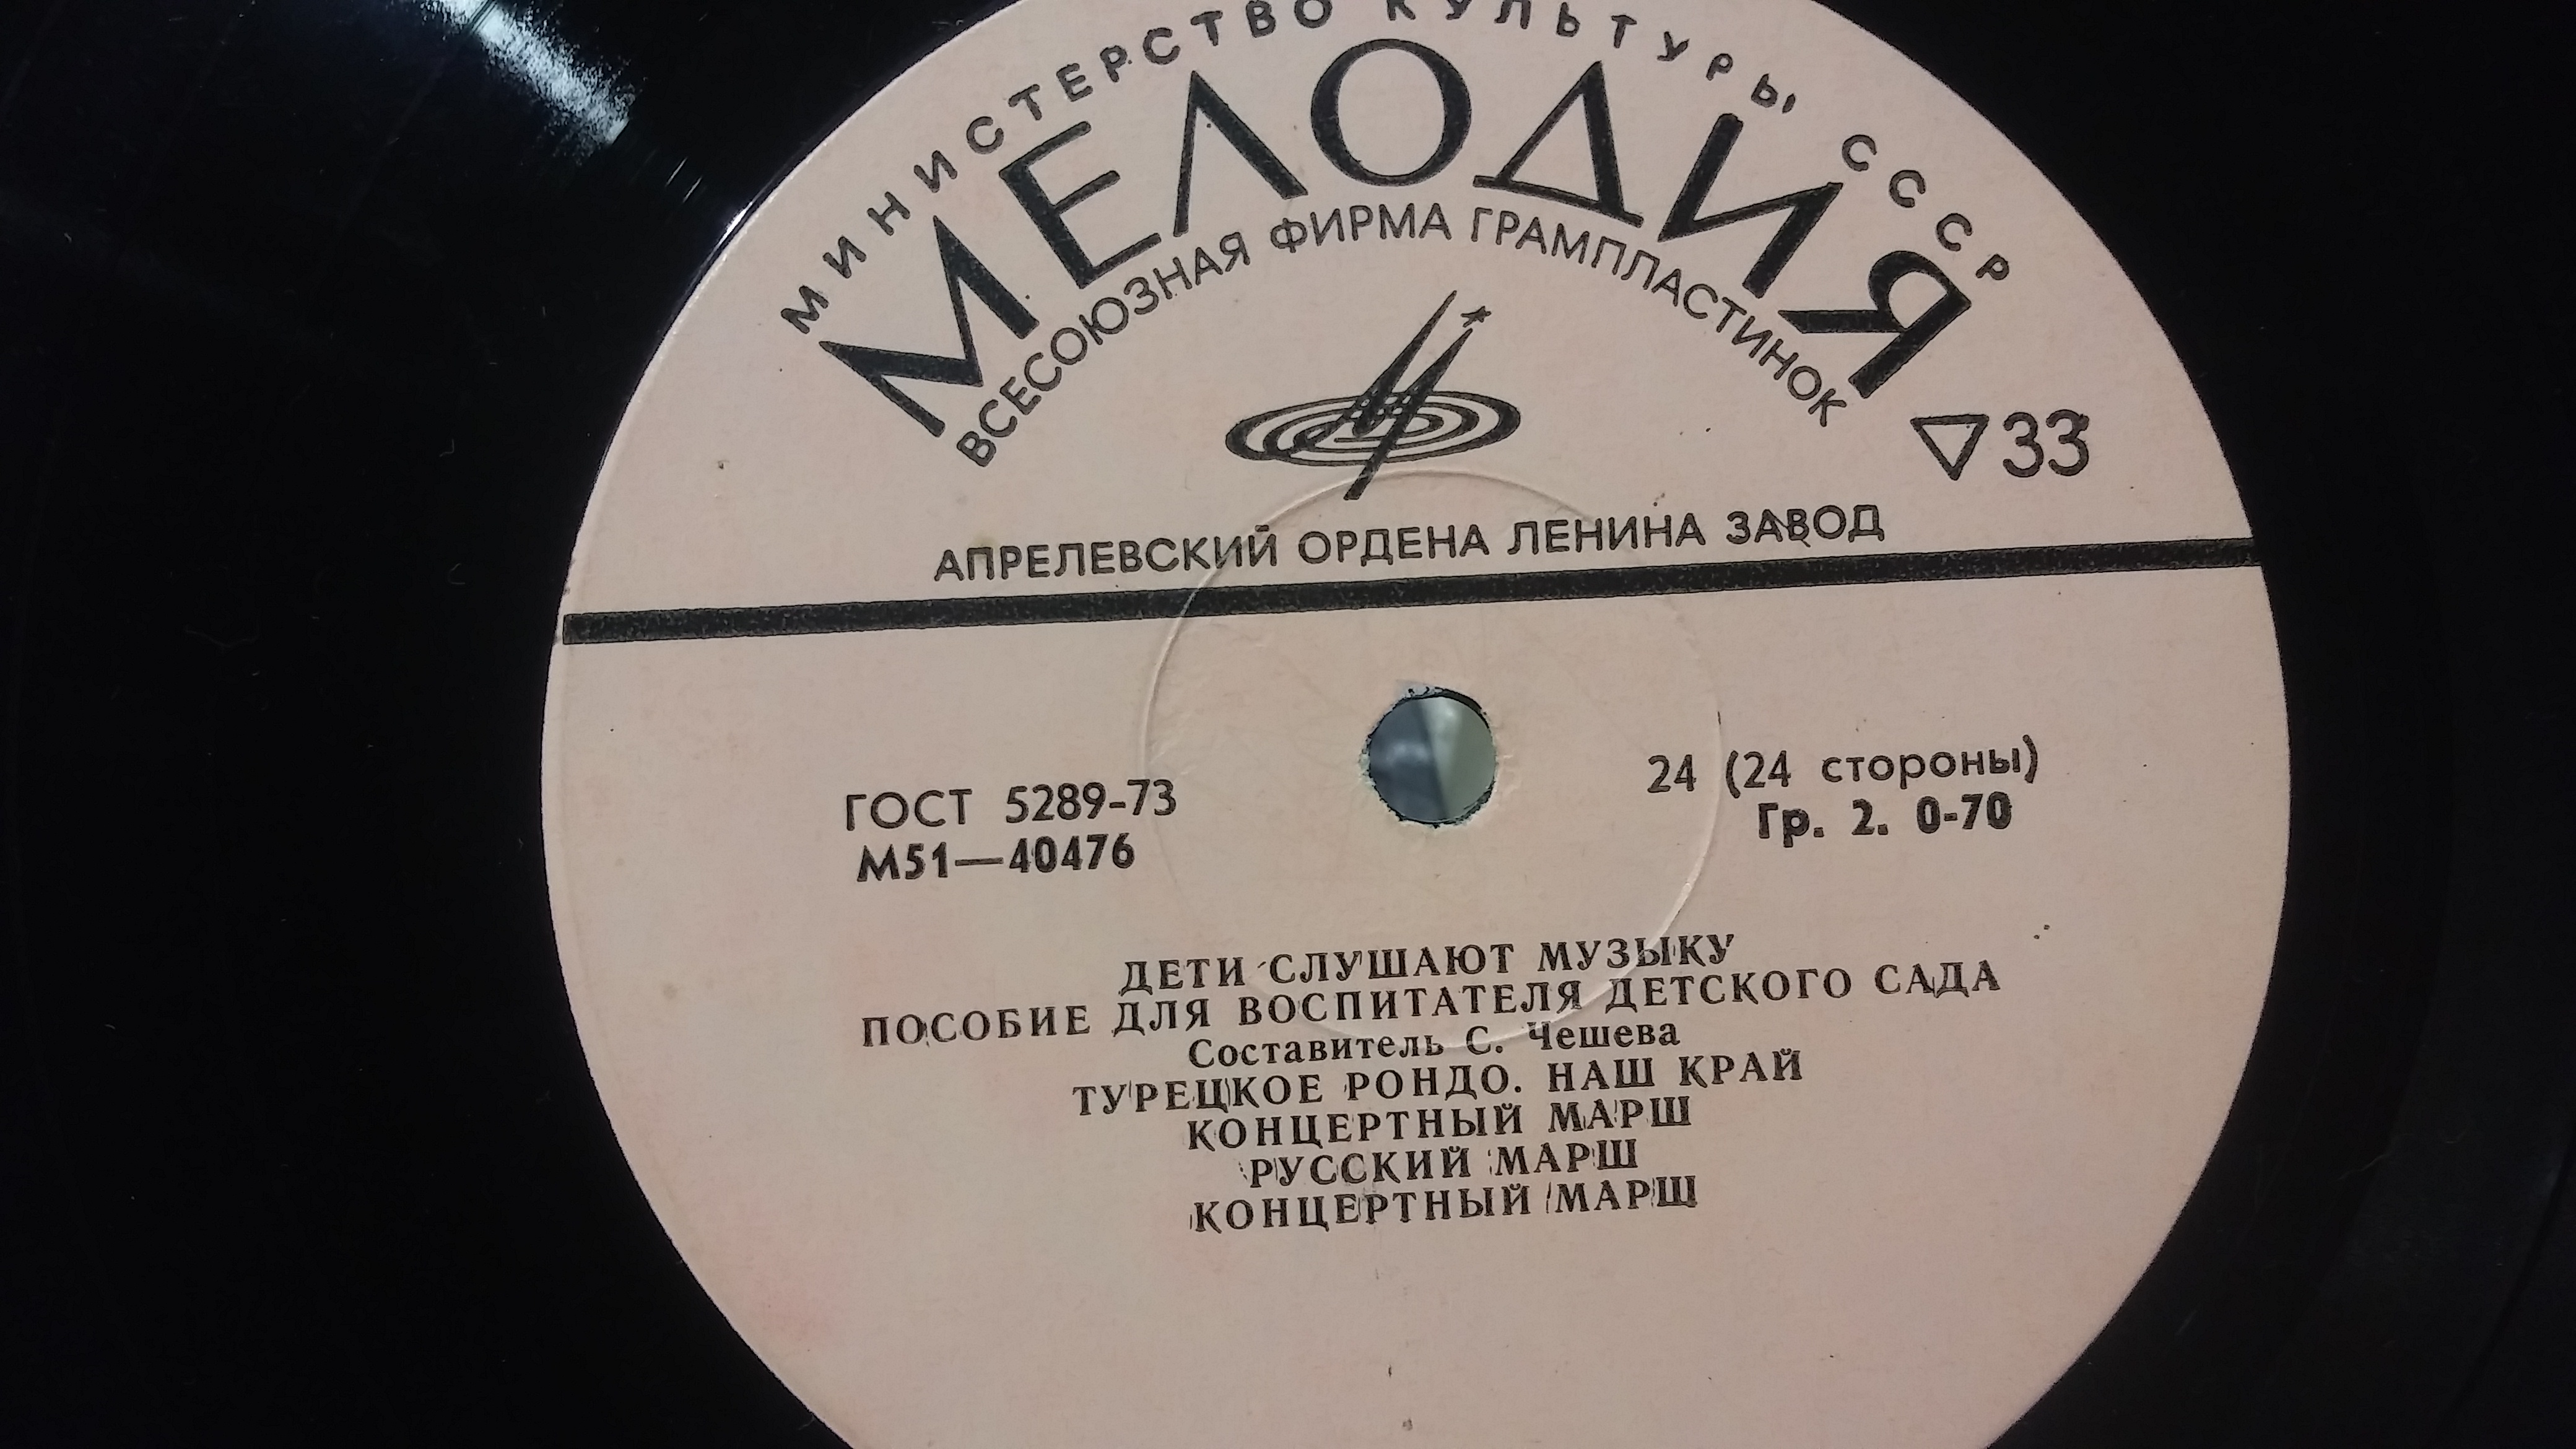 МИНИСТЕРСТВО КУЛЬТУРЫ СССР
МЕЛОДИЯ
ВСЕСОЮЗНАЯ ФИРМА ГРАМПЛАСТИНОК
33
АПРЕЛЕВСКИЙ ОРДЕНА ЛЕНИНА ЗАВОД
ГОСТ 5289-73
М51—40476
24 (24 стороны)
Гр. 2. 0-70
ДЕТИ СЛУШАЮТ МУЗЫКУ
ПОСОБИЕ ДЛЯ ВОСПИТАТЕЛЯ ДЕТСКОГО САДА
Составитель С. Чешева
ТУРЕЦКОЕ РОНДО. НАШ КРАЙ
КОНЦЕРТНЫЙ МАРШ
РУССКИЙ МАРШ
КОНЦЕРТНЫЙ МАРЩ